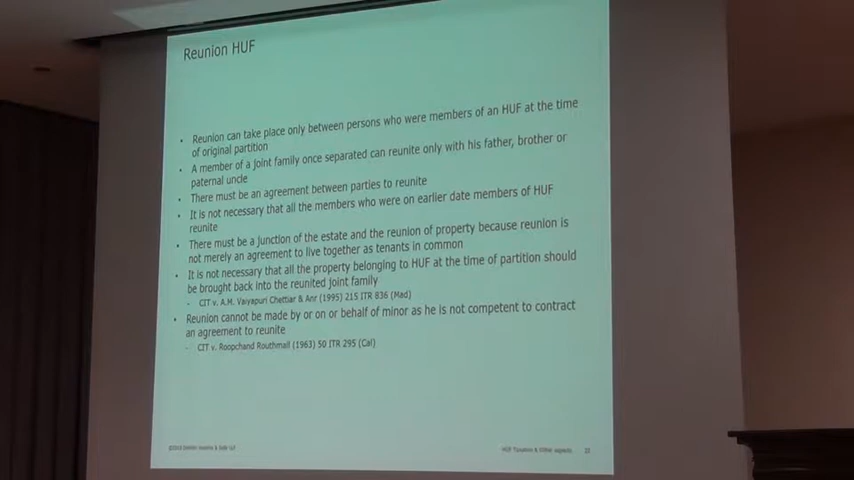 Reunion HUF
• Reunion can take place only between persons who were members of an HUF at the time
of original partition
• A member of a joint family once separated can reunite only with his father, brother or
paternal uncle
• There must be an agreement between parties to reunite
• It is not necessary that all the members who were on earlier date members of HUF
reunite
• There must be a junction of the estate and the reunion of property because reunion is
not merely an agreement to live together as tenants in common
• It is not necessary that all the property belonging to HUF at the time of partition should
be brought back into the reunited joint family
- CIT v. A.M. Vaiyapuri Chettiar & Anr (1995) 215 ITR 836 (Mad)
• Reunion cannot be made by or on or behalf of minor as he is not competent to contract
an agreement to reunite
- CIT v. Roopchand Routhmall (1963) 50 ITR 295 (Cal)
HUF Taxation & Other aspects